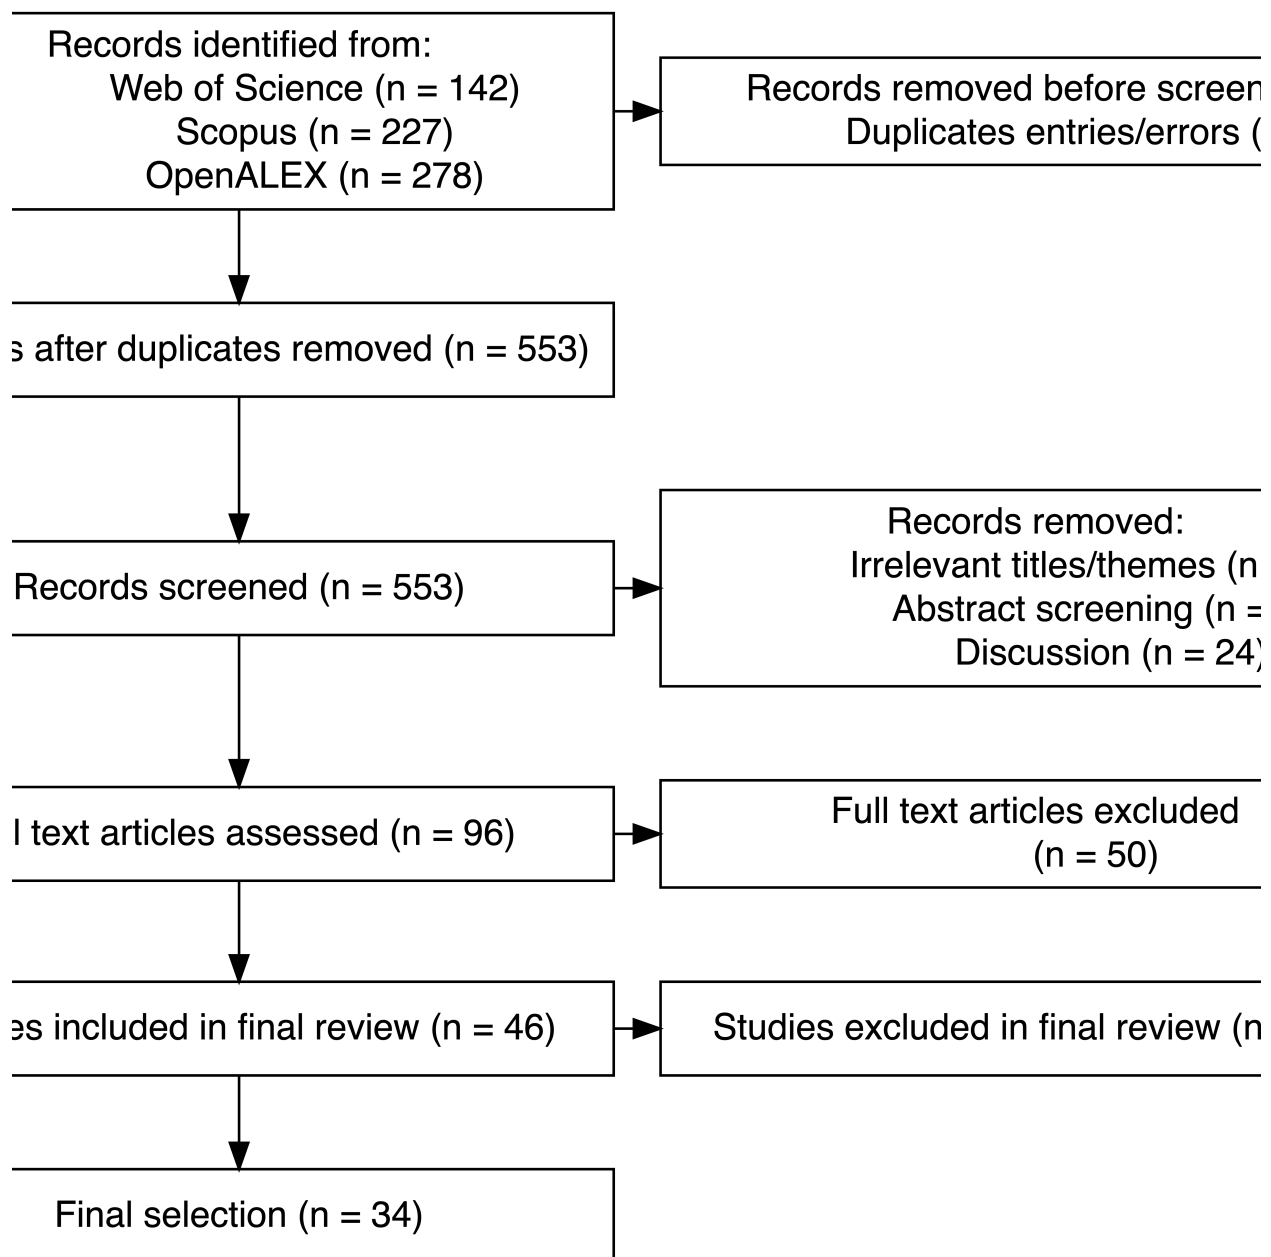 Records identified from:
Web of Science (n = 142)
Scopus (n = 227)
OpenALEX (n = 278)
Records removed before screen
Duplicates entries/errors (
s after duplicates removed (n = 553)
Records screened (n = 553)
Records removed:
Irrelevant titles/themes (n
Abstract screening (n =
Discussion (n = 24)
l text articles assessed (n = 96)
Full text articles excluded
(n = 50)
es included in final review (n = 46)
Studies excluded in final review (n
Final selection (n = 34)